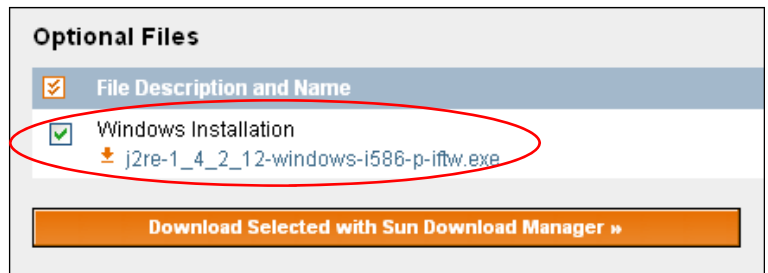 Optional Files
File Description and Name
Windows Installation
j2re-1_4_2_12-windows-i586-p-iftw.exe
Download Selected with Sun Download Manager »